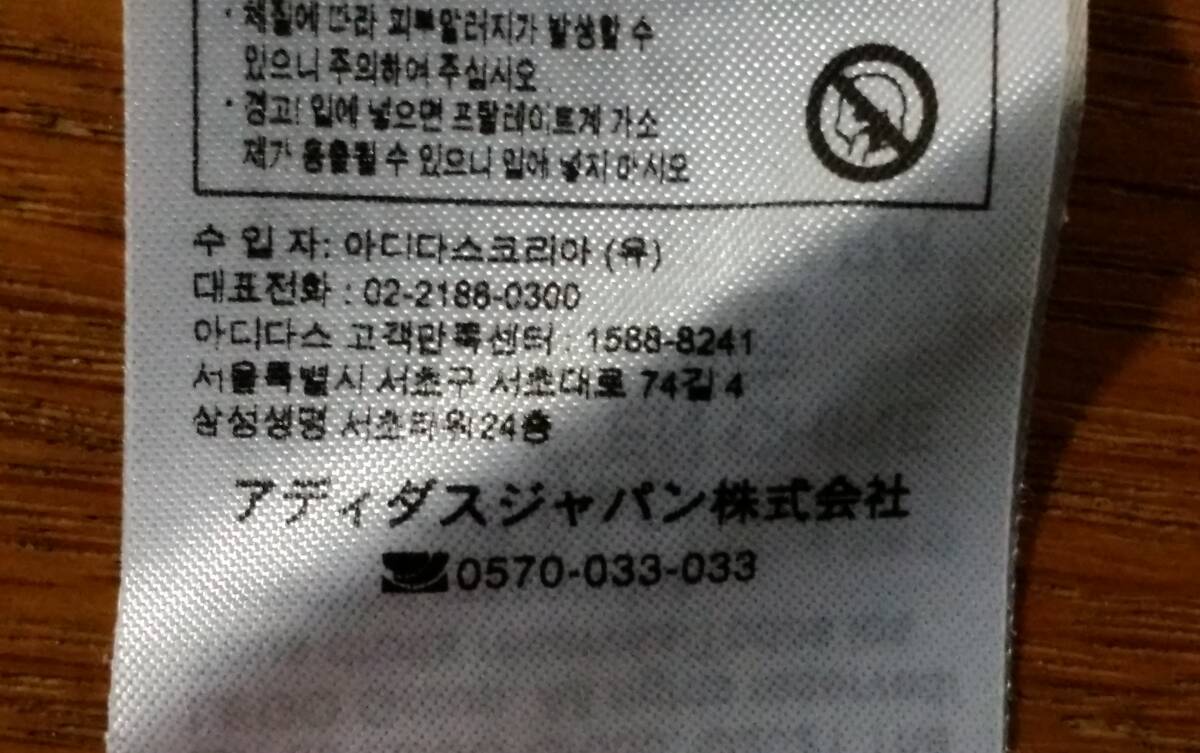 · 체질에 따라 피부알러지가 발생할 수
있으니 주의하여 주십시오
· 경고! 입에 넣으면 프탈레이트계 가소
제가 용출될 수 있으니 입에 넣지 마시오
수 입 자: 아디다스코리아 (유)
대표전화 : 02-2186-0300
아디다스 고객만족센터 : 1588-8241
서울특별시 서초구 서초대로 74길 4
삼성생명 서초타워24층
アディダスジャパン株式会社
0570-033-033